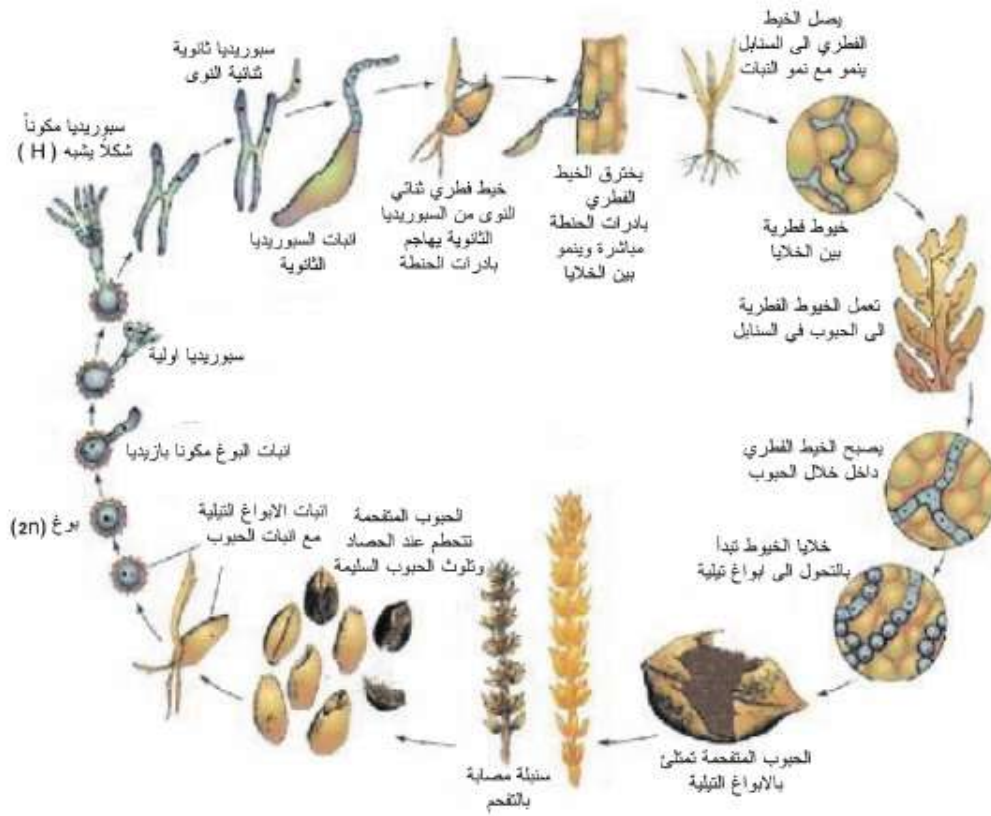 سبوريديا ثانوية
ثنائية النوى
سبوريديا مكوناً
شكلاً يشبه ( H )
انبات السبوريديا
الثانوية
خيط فطري ثنائي
النوى من السبوريديا
الثانوية يهاجم
بادرات الحنطة
يخترق الخيط
الفطري
بادرات الحنطة
مباشرة وينمو
بين الخلايا
يصل الخيط
الفطري الى السنابل
ينمو مع نمو النبات
خيوط فطرية
بين الخلايا
تعمل الخيوط الفطرية
الى الحبوب في السنابل
يصبح الخيط الفطري
داخل خلال الحبوب
خلايا الخيوط تبدأ
بالتحول الى ابواغ تيلية
الحبوب المتفحمة تمتلئ
بالابواغ التيلية
سنبلة مصابة
بالتفحم
الحبوب المتفحمة
تتحطم عند الحصاد
وتلوث الحبوب السليمة
انبات الابواغ التيلية
مع انبات الحبوب
بوغ (2n)
انبات البوغ مكونا بازيديا
سبوريديا اولية